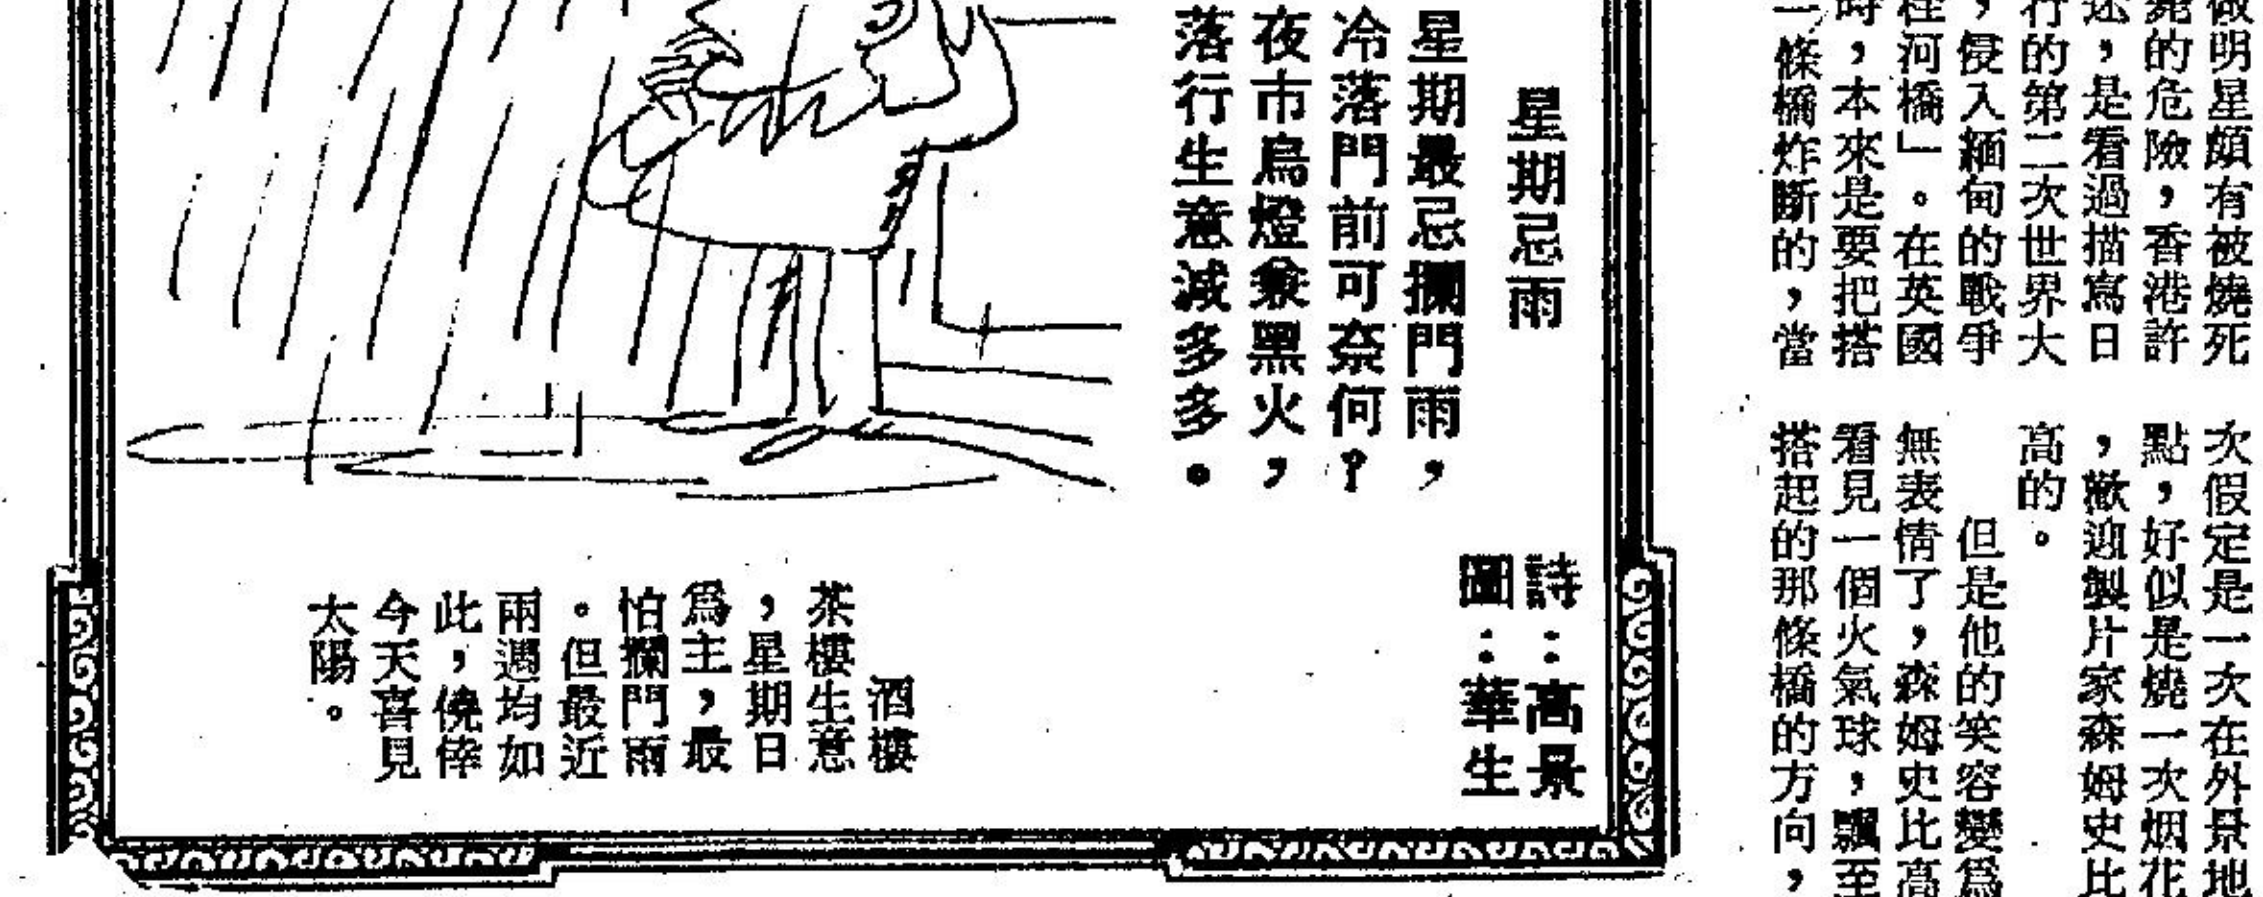 做明星頗有被燒死
的危險，香港許
述，是看過描寫日
行的第二次世界大
，侵入緬甸的戰爭
桂河橋」。在英國
時，本來是要把搭
一條橋炸斷的，當
次假定是一次在外景地
點，好似是燒一次烟花
，歡迎製片家森姆史比
高的。
但是他的笑容變為
無表情了，森姆史比高
看見一個火氣球，飄至
搭起的那條橋的方向，
星期忌雨
星期最忌攔門雨，
冷落門前可奈何？
夜市烏燈兼黑火，
落行生意減多多。
詩：高景
圖：華生
酒樓
茶樓生意
，星期日
為主，最
怕攔門雨
。但最近
兩週均如
此，僥倖
今天喜見
太陽。